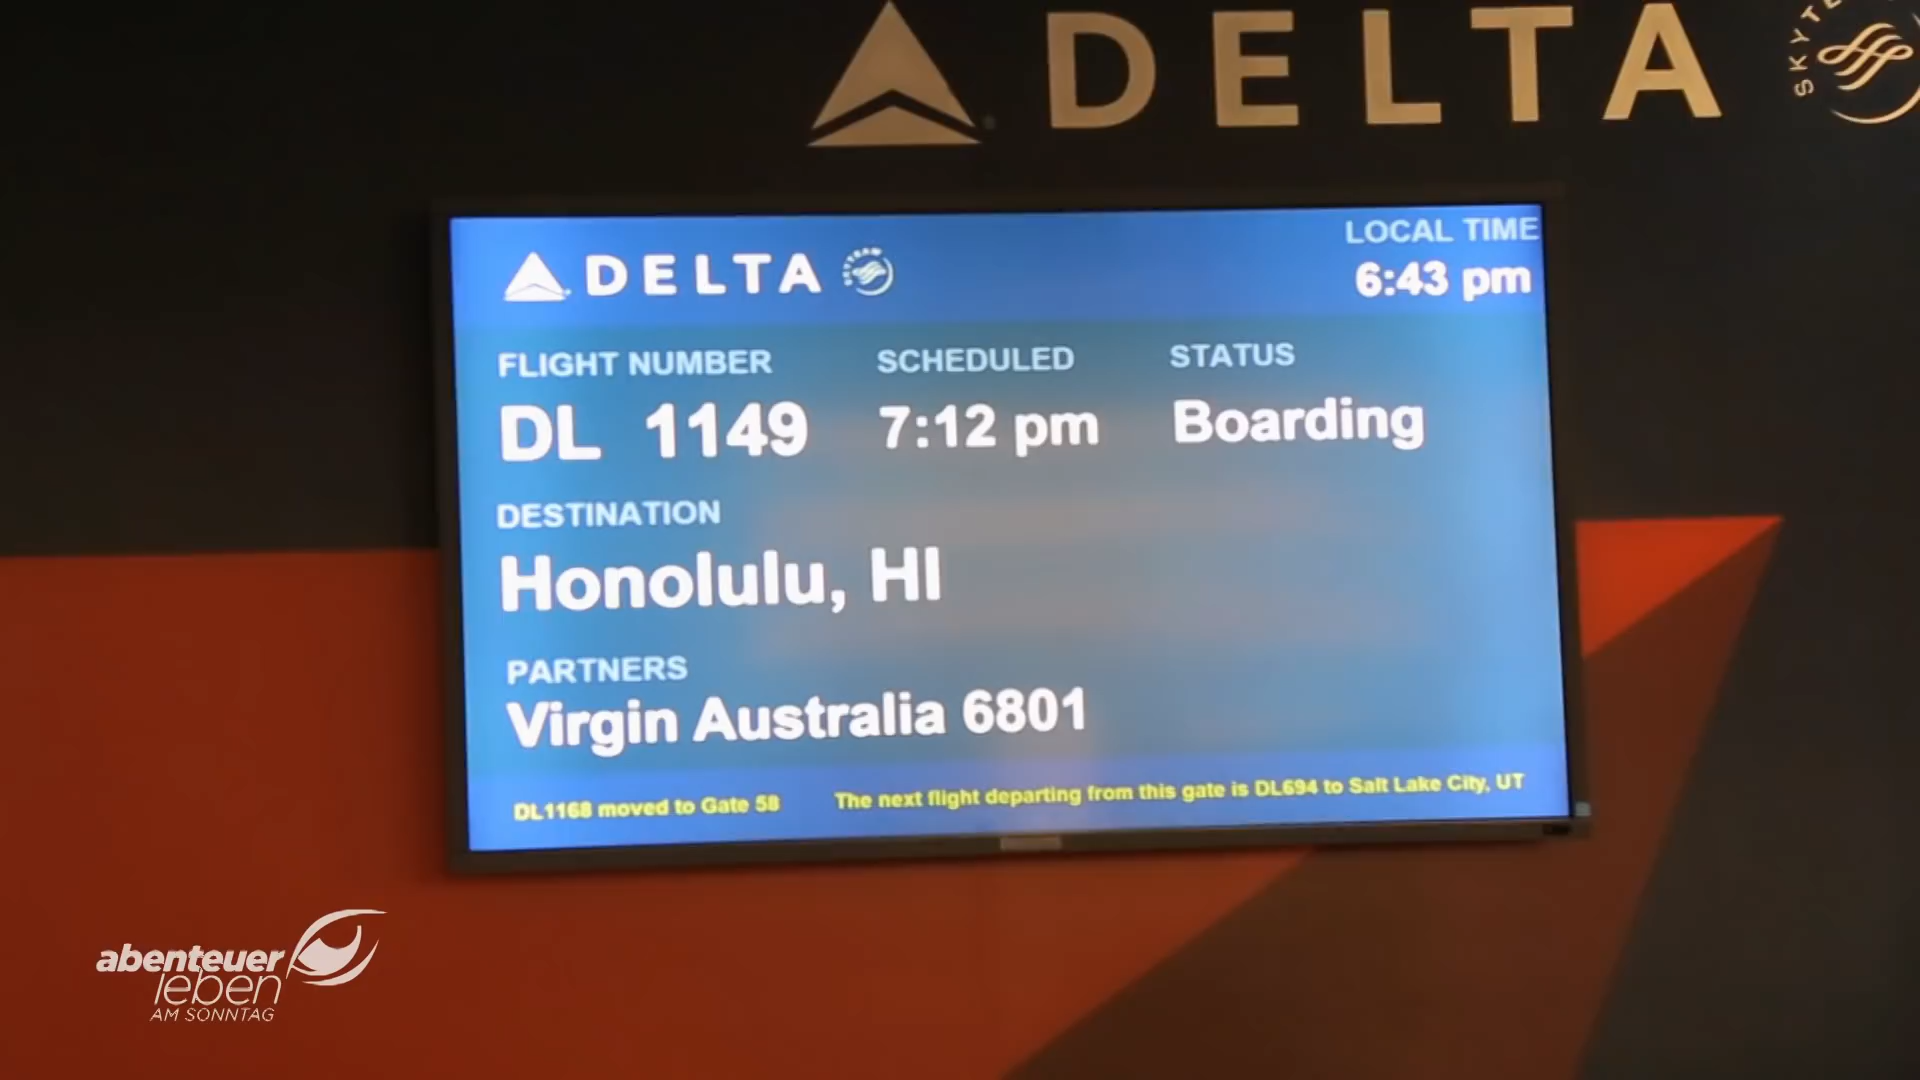 DELTA
SKYTE
DELTA
SKYTEAM
LOCAL TIME
6:43 pm
FLIGHT NUMBER
SCHEDULED
STATUS
DL 1149
7:12 pm
Boarding
DESTINATION
Honolulu, HI
PARTNERS
Virgin Australia 6801
DL1168 moved to Gate 58
The next flight departing from this gate is DL694 to Salt Lake City, UT
abenteuer
leben
AM SONNTAG